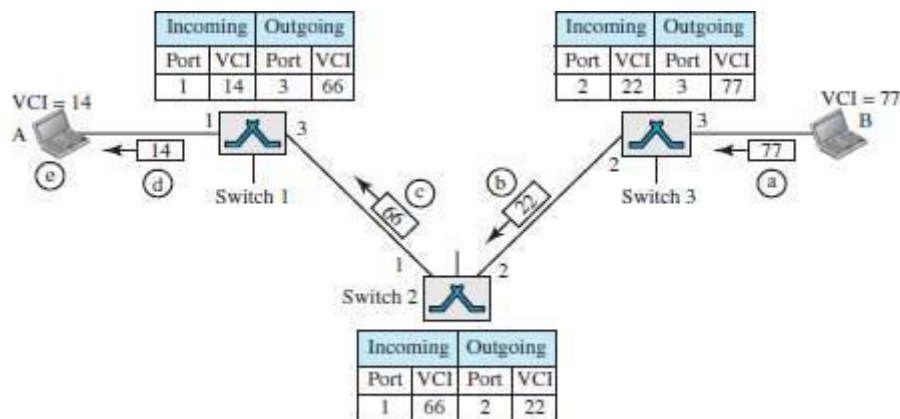 Incoming Outgoing
Port VCI Port VCI
1 14 3 66
Incoming Outgoing
Port VCI Port VCI
2 22 3 77
VCI = 14
A
VCI = 77
B
1
3
3
2
14
77
e
d
Switch 1
c
66
b
22
Switch 3
a
1
2
Switch 2
Incoming Outgoing
Port VCI Port VCI
1 66 2 22